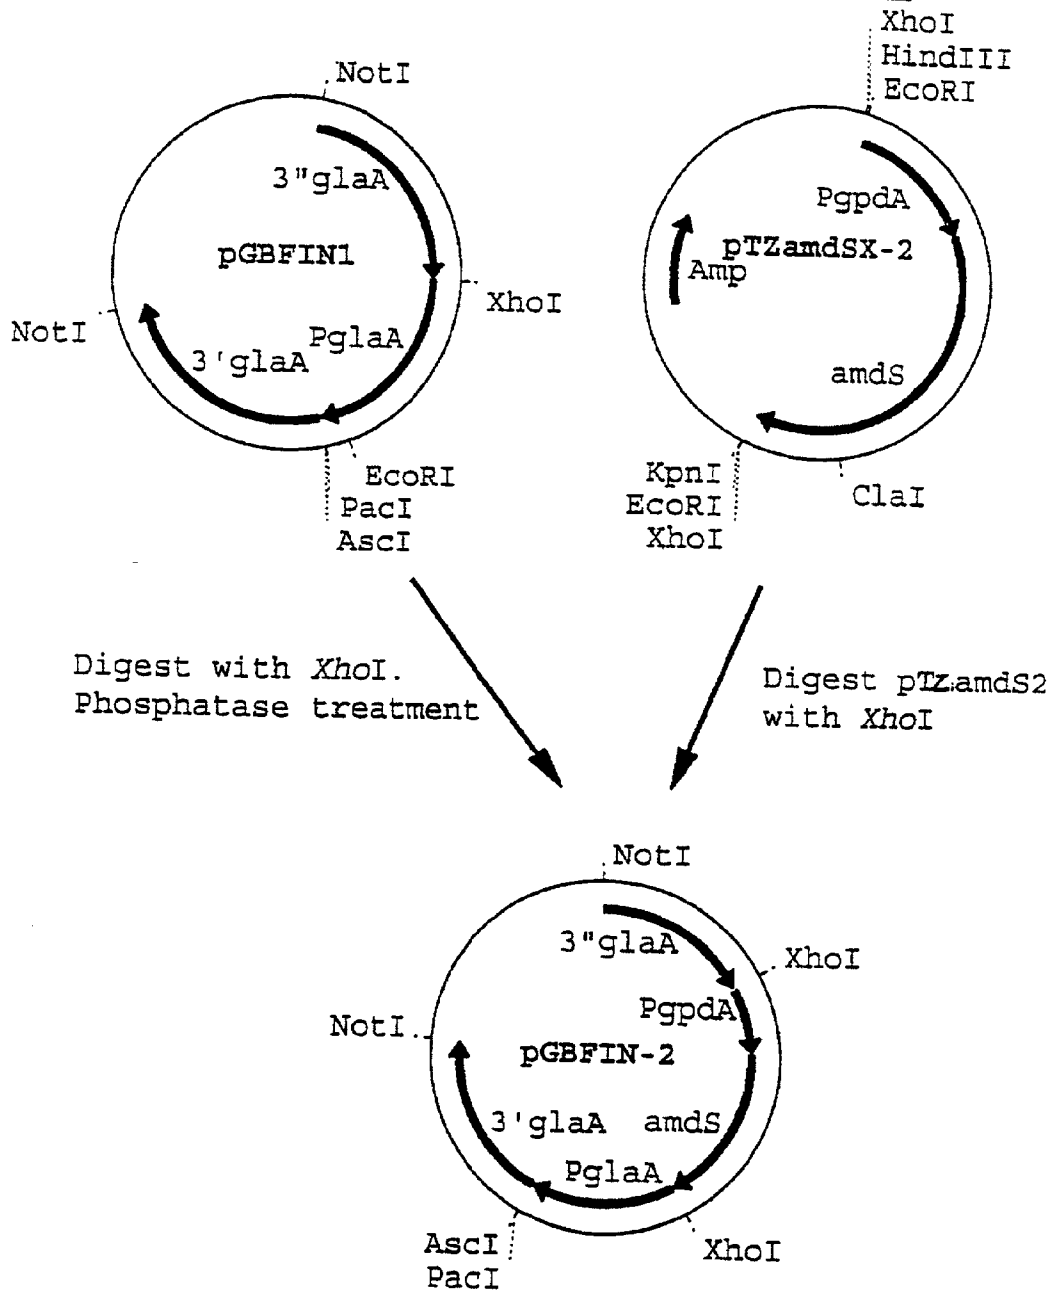 XhoI
HindIII
EcoRI
NotI
3"glaA
pGBFIN1
XhoI
NotI
PglaA
3'glaA
EcoRI
PacI
AscI
PgpdA
pTZamdSX-2
Amp
amdS
KpnI
EcoRI
XhoI
ClaI
Digest with XhoI.
Phosphatase treatment
Digest pTZamdS2
with XhoI
NotI
3"glaA
XhoI
PgpdA
NotI
pGBFIN-2
3'glaA
amdS
PglaA
AscI
PacI
XhoI